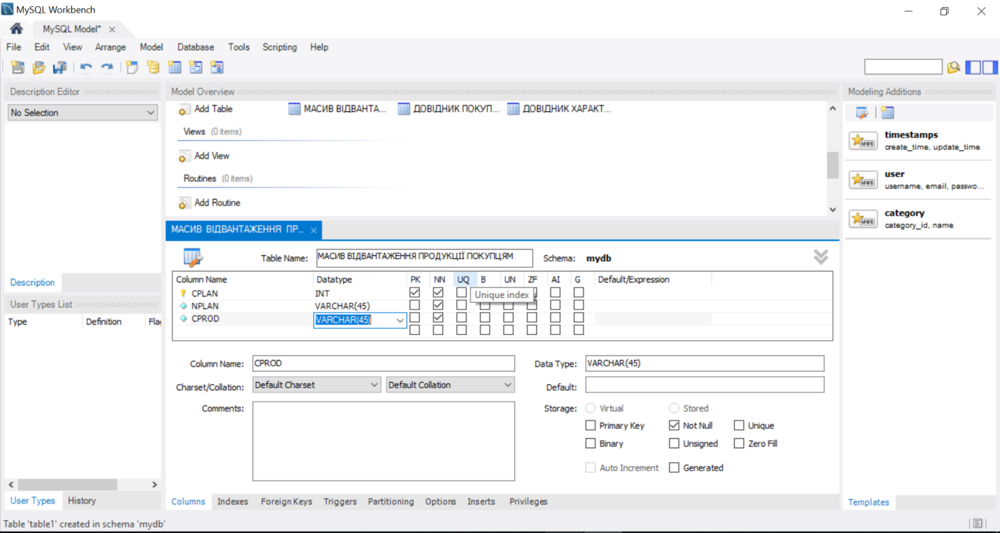 MySQL Workbench
MySQL Model*
File Edit View Arrange Model Database Tools Scripting Help
Description Editor
No Selection
Description
User Types List
Type Definition Flag
User Types History
Model Overview
Add Table МАСИВ ВІДВАНТА... ДОВІДНИК ПОКУП... ДОВІДНИК ХАРАКТ...
Views (0 items)
Add View
Routines (0 items)
Add Routine
МАСИВ ВІДВАНТАЖЕННЯ ПР...
Table Name: МАСИВ ВІДВАНТАЖЕННЯ ПРОДУКЦІЇ ПОКУПЦЯМ Schema: mydb
Column Name Datatype PK NN UQ B UN ZF AI G Default/Expression
CPLAN INT
Unique index
NPLAN VARCHAR(45)
CPROD VARCHAR(45)
Column Name: CPROD Data Type: VARCHAR(45)
Charset/Collation: Default Charset Default Collation Default:
Comments: Storage: Virtual Stored
Primary Key Not Null Unique
Binary Unsigned Zero Fill
Auto Increment Generated
Columns Indexes Foreign Keys Triggers Partitioning Options Inserts Privileges
Modeling Additions
MWB timestamps
create_time, update_time
MWB user
username, email, passwo...
MWB category
category_id, name
Templates
Table 'table1' created in schema 'mydb'